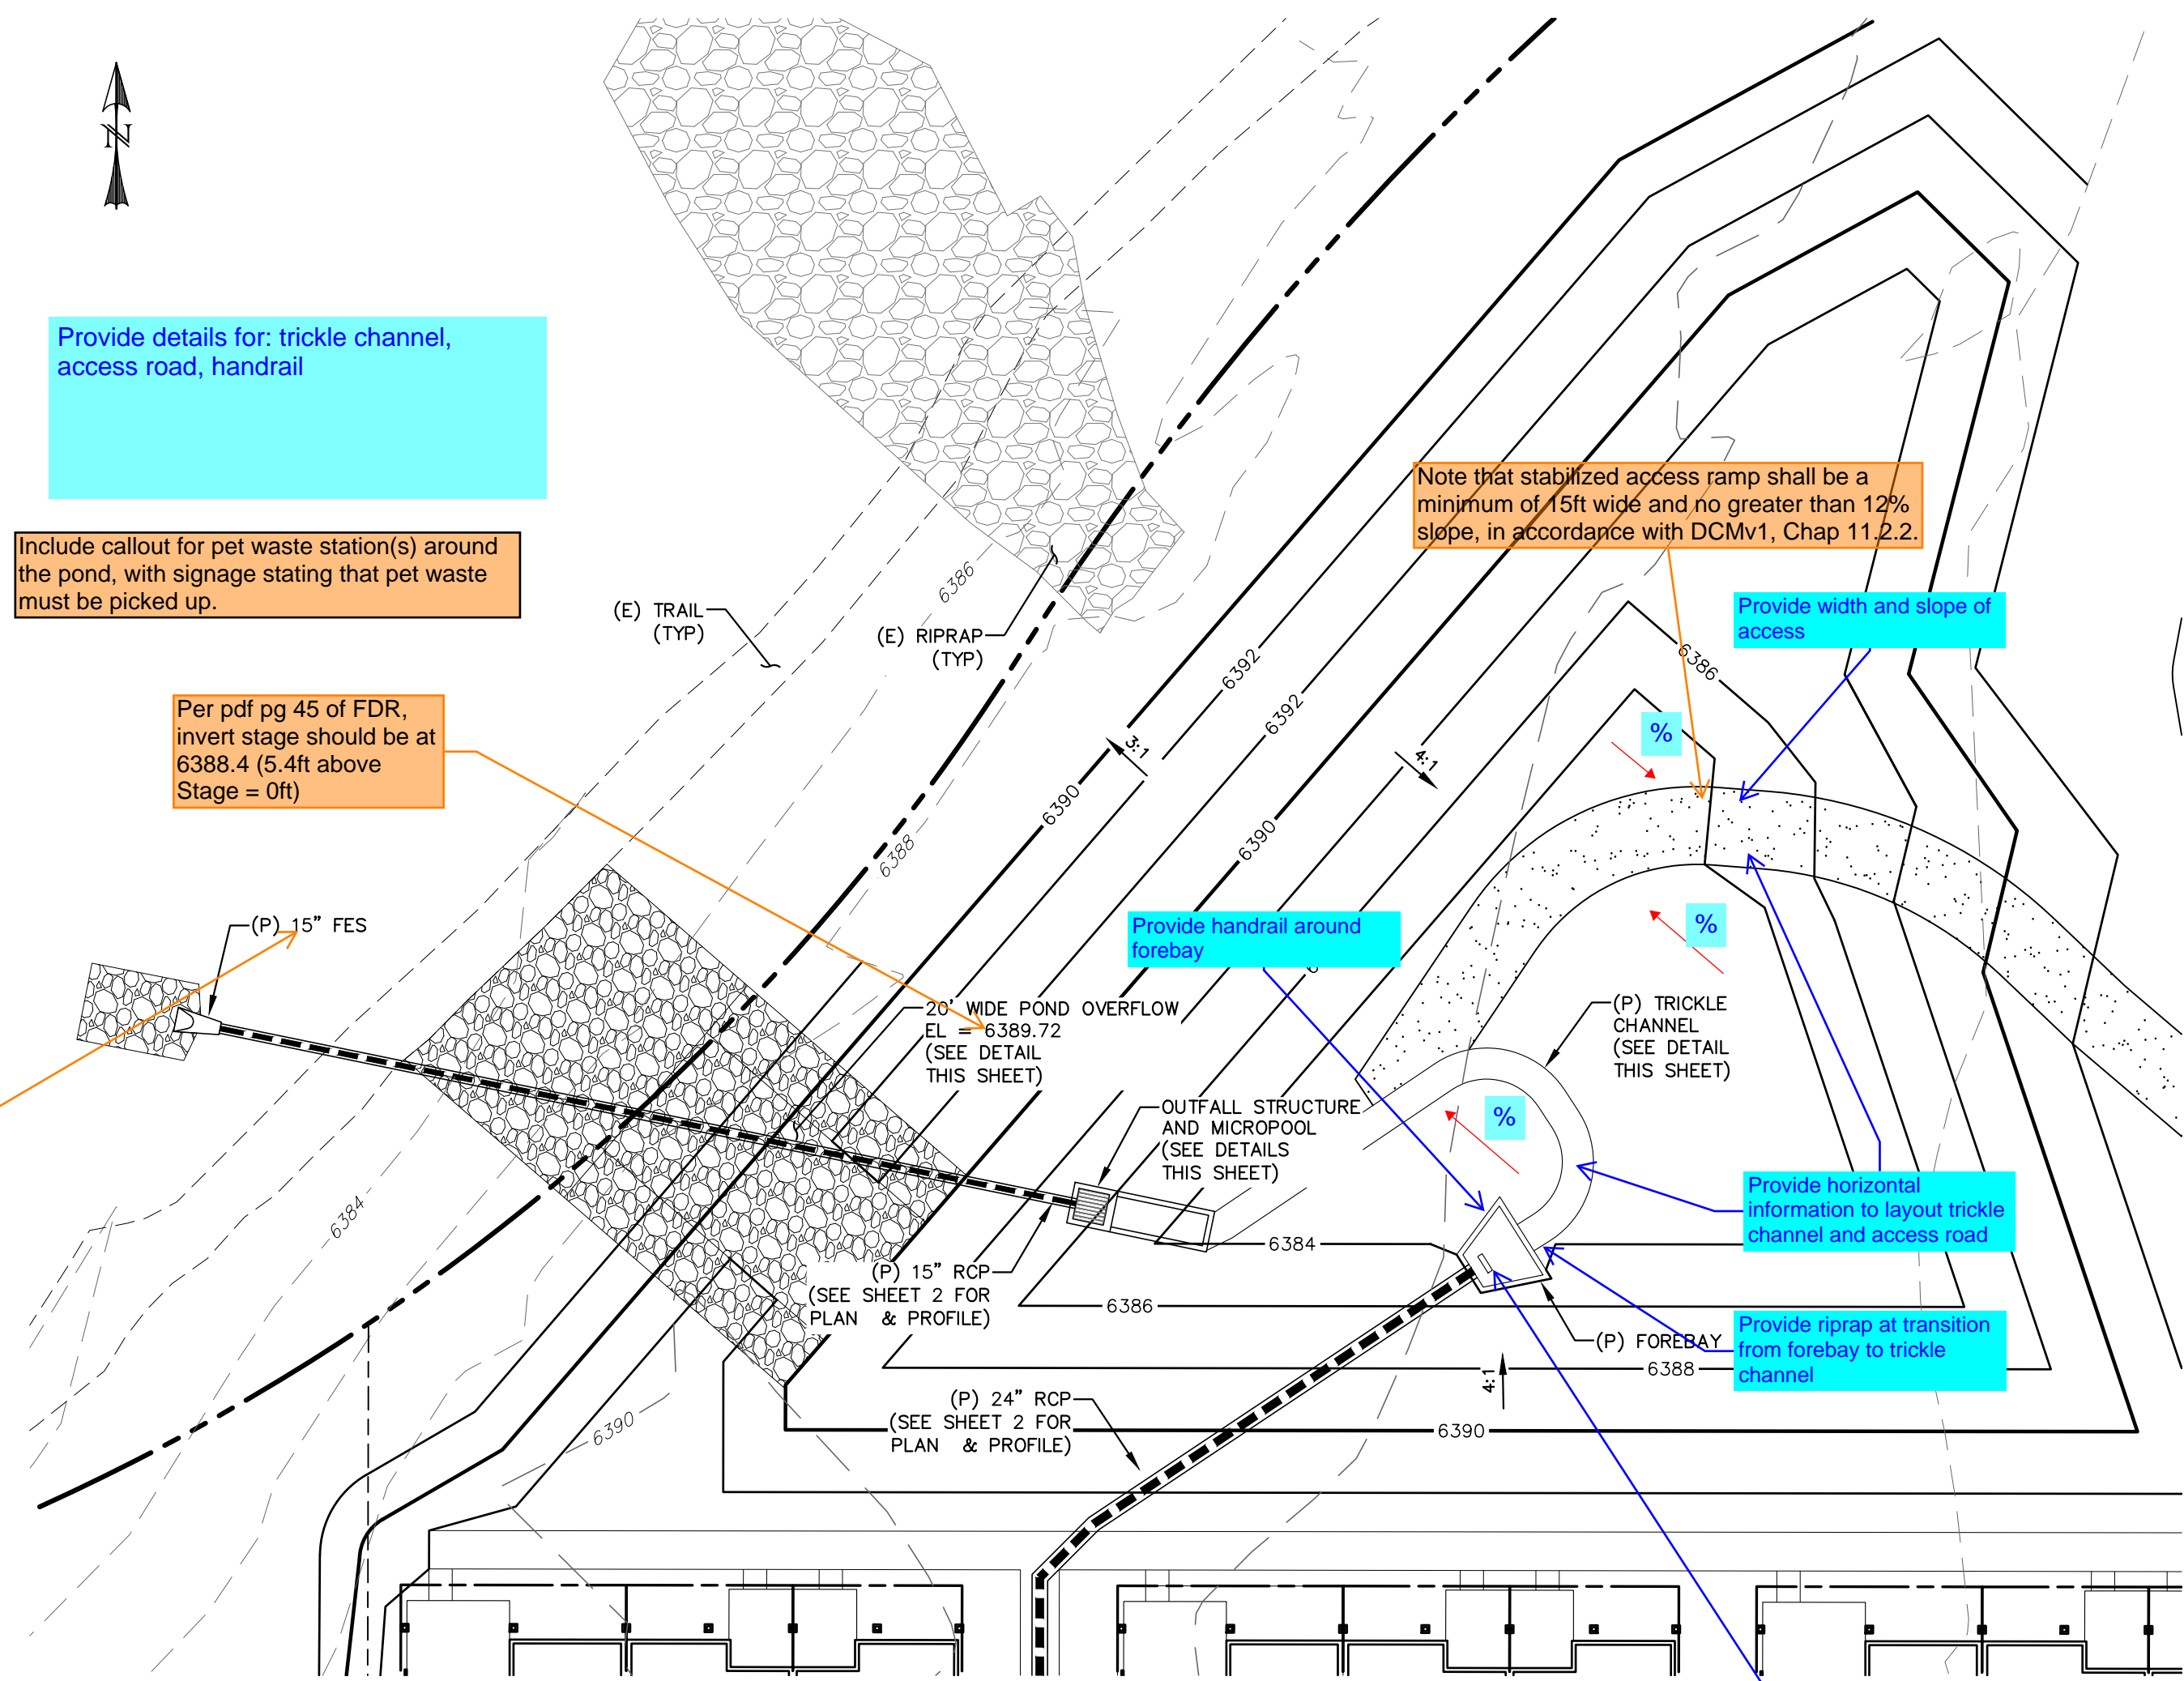 N
Provide details for: trickle channel,
access road, handrail
Include callout for pet waste station(s) around
the pond, with signage stating that pet waste
must be picked up.
Note that stabilized access ramp shall be a
minimum of 15ft wide and no greater than 12%
slope, in accordance with DCMv1, Chap 11.2.2.
6386
(E) TRAIL
(TYP)
(E) RIPRAP
(TYP)
Provide width and slope of
access
6392
6386
6392
Per pdf pg 45 of FDR,
invert stage should be at
6388.4 (5.4ft above
Stage = 0ft)
3:1
4:1
%
6390
6388
6390
(P) 15" FES
Provide handrail around
forebay
%
20' WIDE POND OVERFLOW
EL = 6389.72
(SEE DETAIL
THIS SHEET)
(P) TRICKLE
CHANNEL
(SEE DETAIL
THIS SHEET)
OUTFALL STRUCTURE
AND MICROPOOL
(SEE DETAILS
THIS SHEET)
%
6384
Provide horizontal
information to layout trickle
channel and access road
6384
(P) 15" RCP
(SEE SHEET 2 FOR
PLAN & PROFILE)
6386
(P) FOREBAY
Provide riprap at transition
from forebay to trickle
channel
6388
4:1
(P) 24" RCP
(SEE SHEET 2 FOR
PLAN & PROFILE)
6390
6390